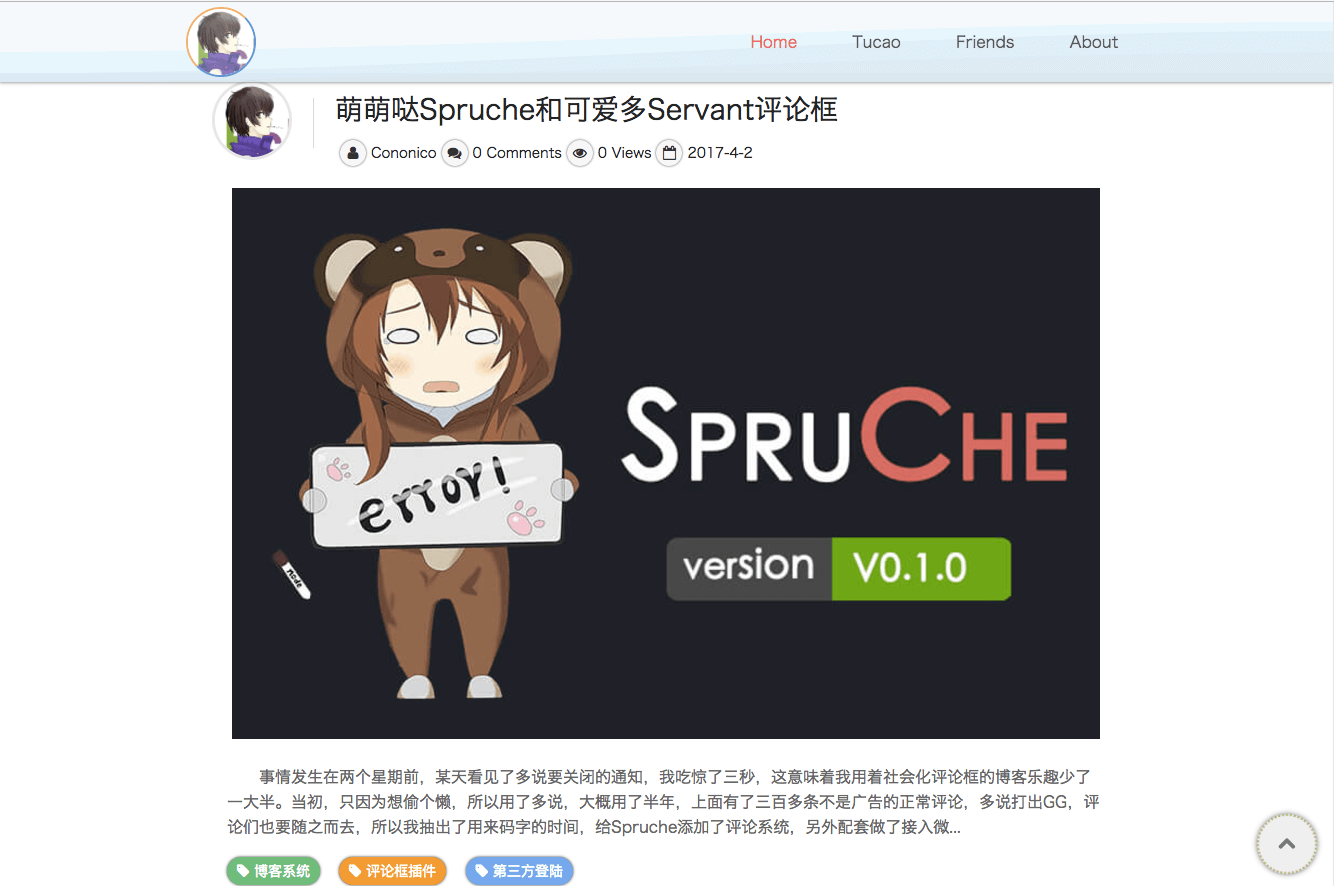 Home Tucao Friends About
萌萌哒Spruche和可爱多Servant评论框
Cononico 0 Comments 0 Views 2017-4-2
error!
node
SPRUCHE
version V0.1.0
事情发生在两个星期前，某天看见了多说要关闭的通知，我吃惊了三秒，这意味着我用着社会化评论框的博客乐趣少了
一大半。当初，只因为想偷个懒，所以用了多说，大概用了半年，上面有了三百多条不是广告的正常评论，多说打出GG，评
论们也要随之而去，所以我抽出了用来码字的时间，给Spruche添加了评论系统，另外配套做了接入微...
博客系统 评论框插件 第三方登陆